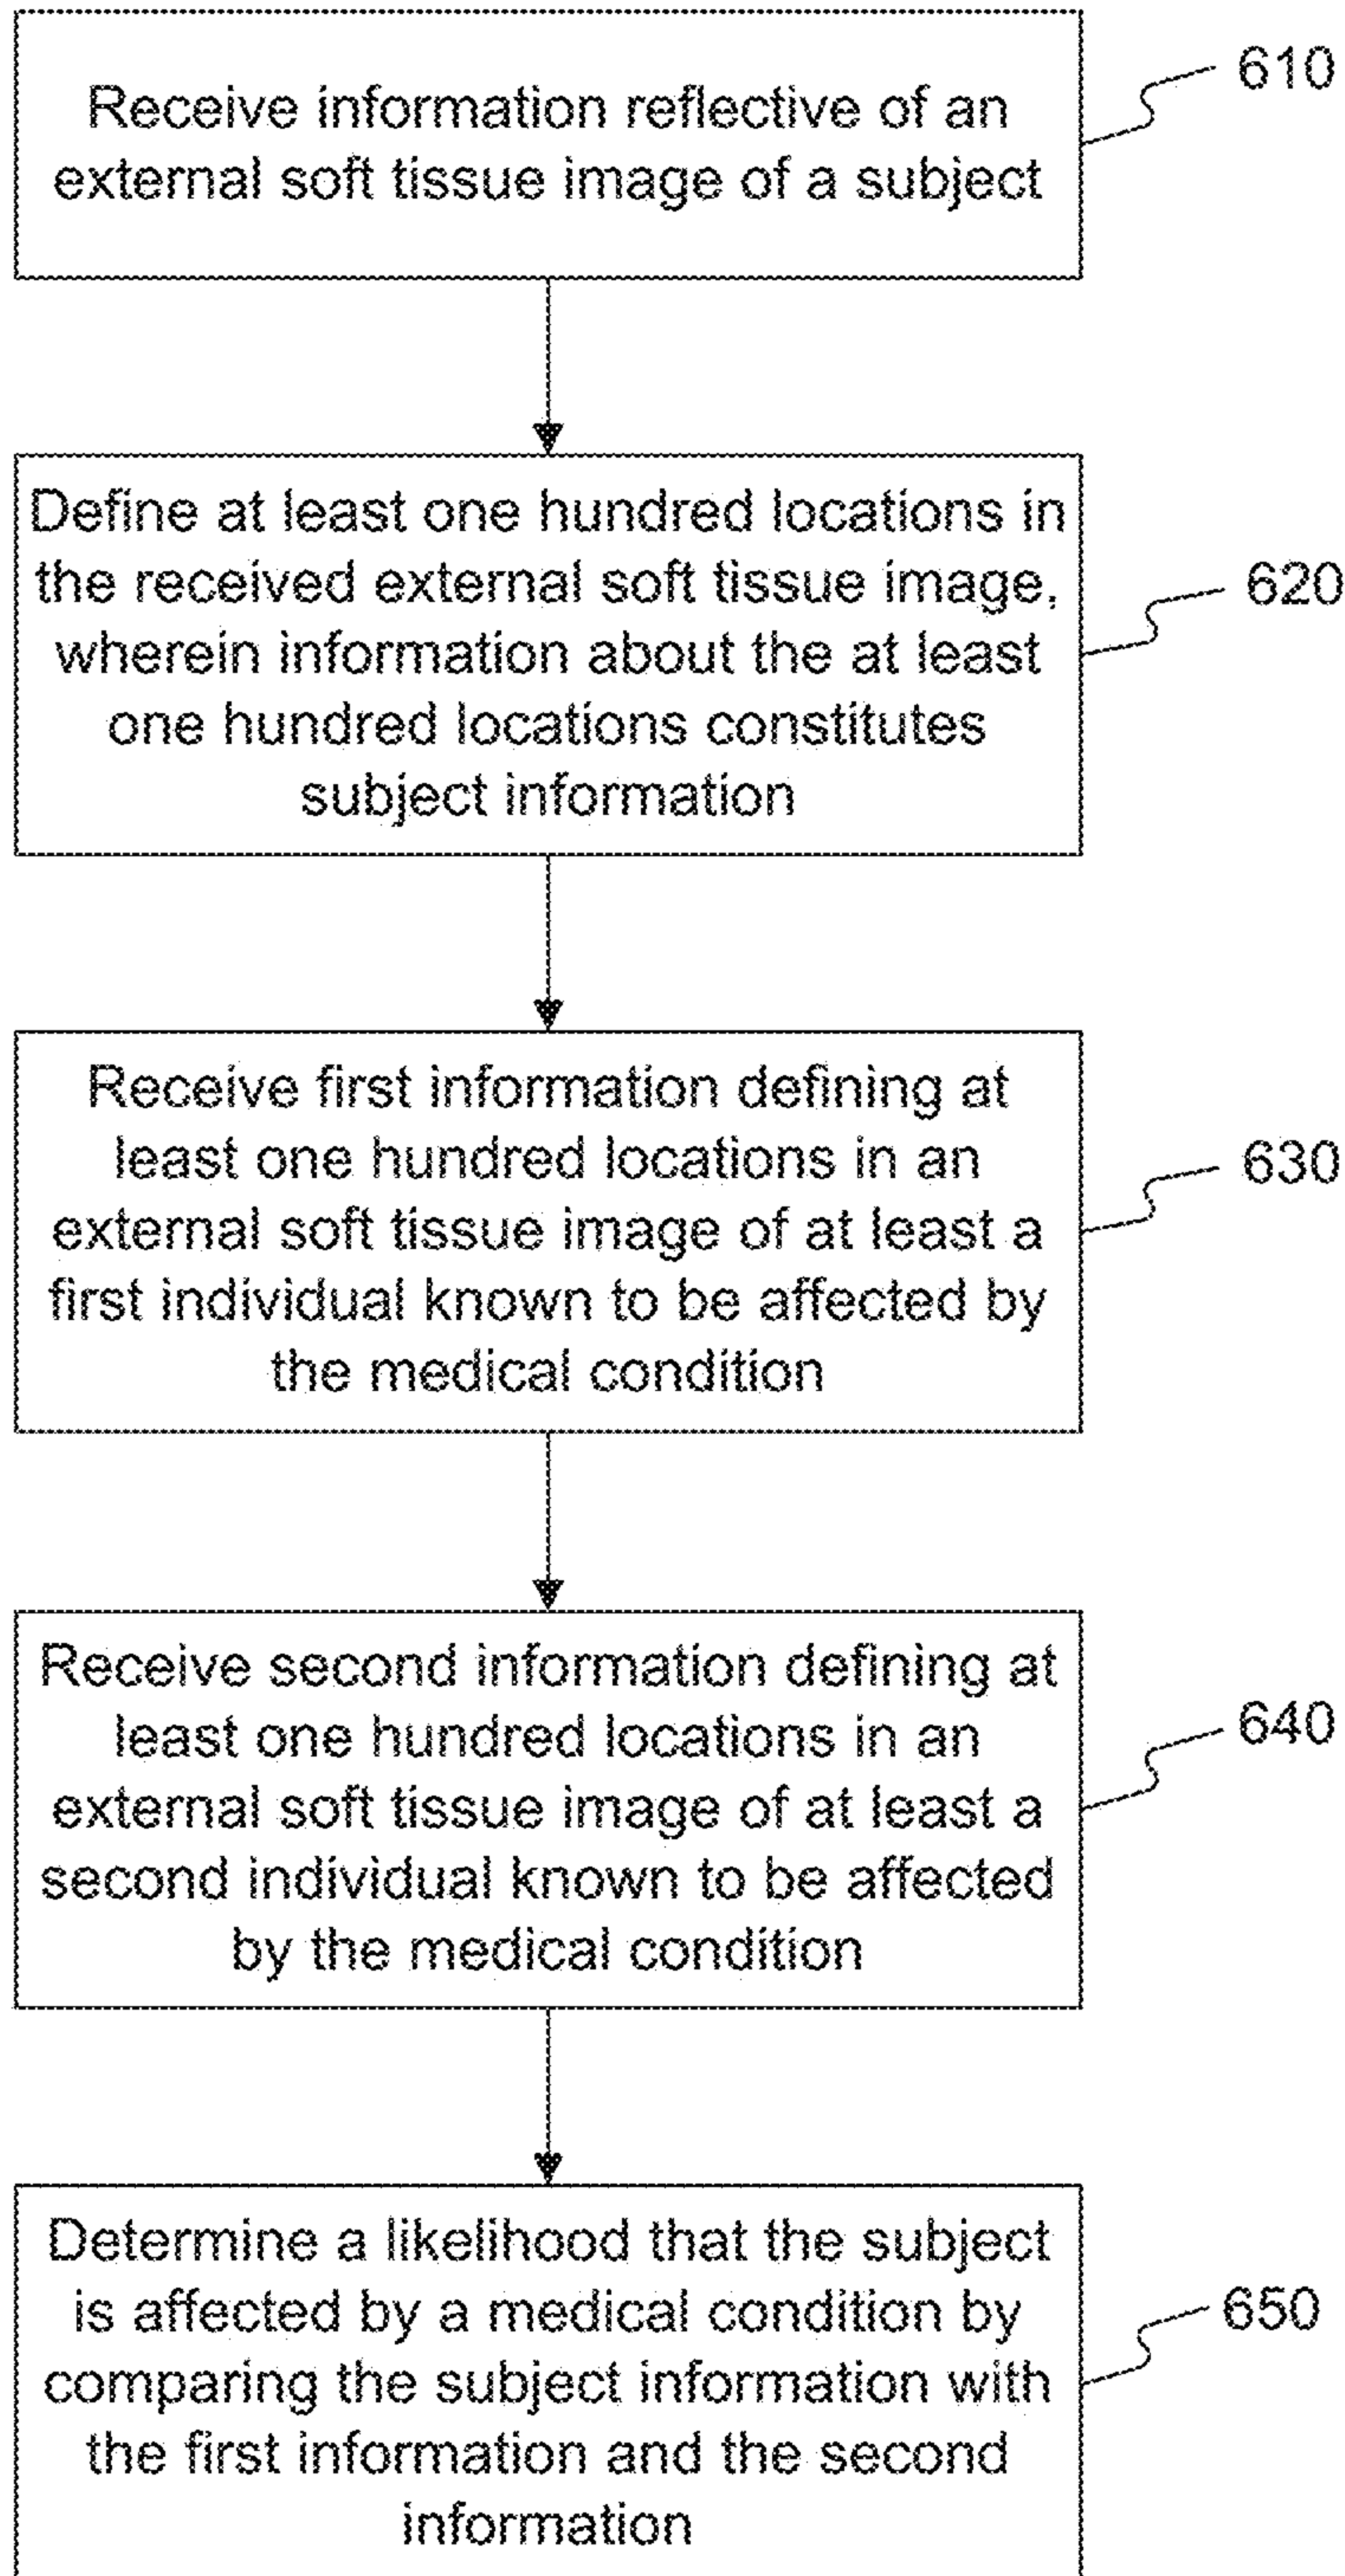 Receive information reflective of an
external soft tissue image of a subject
610
Define at least one hundred locations in
the received external soft tissue image,
wherein information about the at least
one hundred locations constitutes
subject information
620
Receive first information defining at
least one hundred locations in an
external soft tissue image of at least a
first individual known to be affected by
the medical condition
630
Receive second information defining at
least one hundred locations in an
external soft tissue image of at least a
second individual known to be affected
by the medical condition
640
Determine a likelihood that the subject
is affected by a medical condition by
comparing the subject information with
the first information and the second
information
650